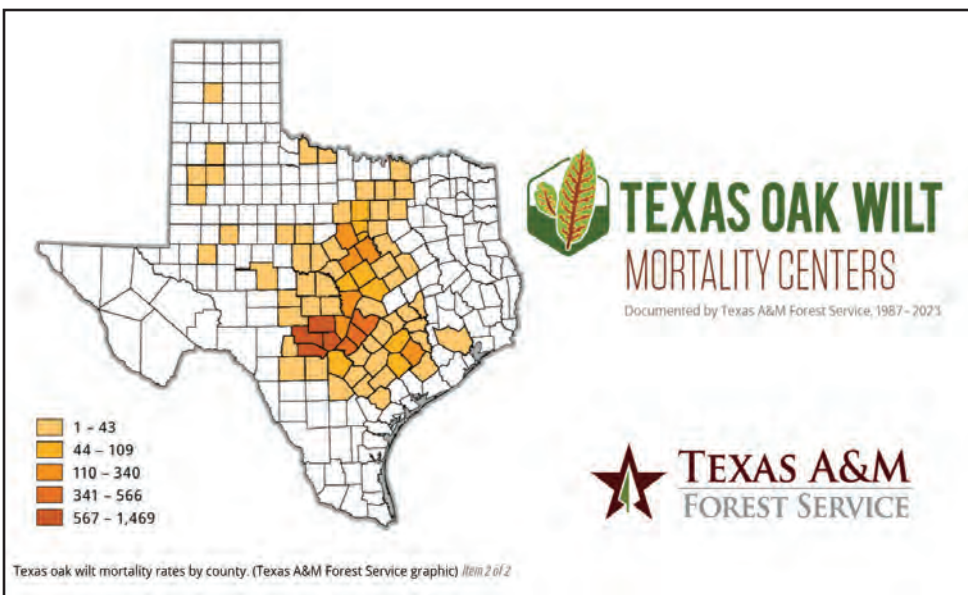 TEXAS OAK WILT
MORTALITY CENTERS
Documented by Texas A&M Forest Service, 1987 - 2023
1 - 43
44 - 109
110 - 340
341 - 566
567 - 1,469
TEXAS A&M
FOREST SERVICE
Texas oak wilt mortality rates by county. (Texas A&M Forest Service graphic) Item 2 of 2